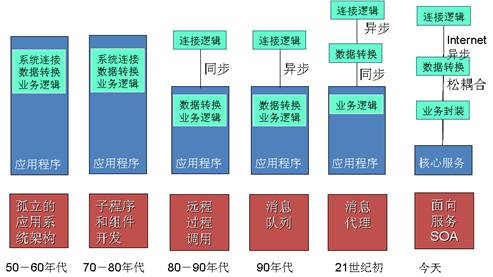 系统连接
数据转换
业务逻辑
应用程序
孤立的
应用系
统架构
50－60年代
系统连接
数据转换
业务逻辑
应用程序
子程序
和组件
开发
70－80年代
连接逻辑
同步
数据转换
业务逻辑
应用程序
远程
过程
调用
80－90年代
连接逻辑
异步
数据转换
业务逻辑
应用程序
消息
队列
90年代
连接逻辑
异步
数据转换
同步
业务逻辑
应用程序
消息
代理
21世纪初
连接逻辑
Internet
异步
数据转换
松耦合
业务封装
核心服务
面向
服务
SOA
今天